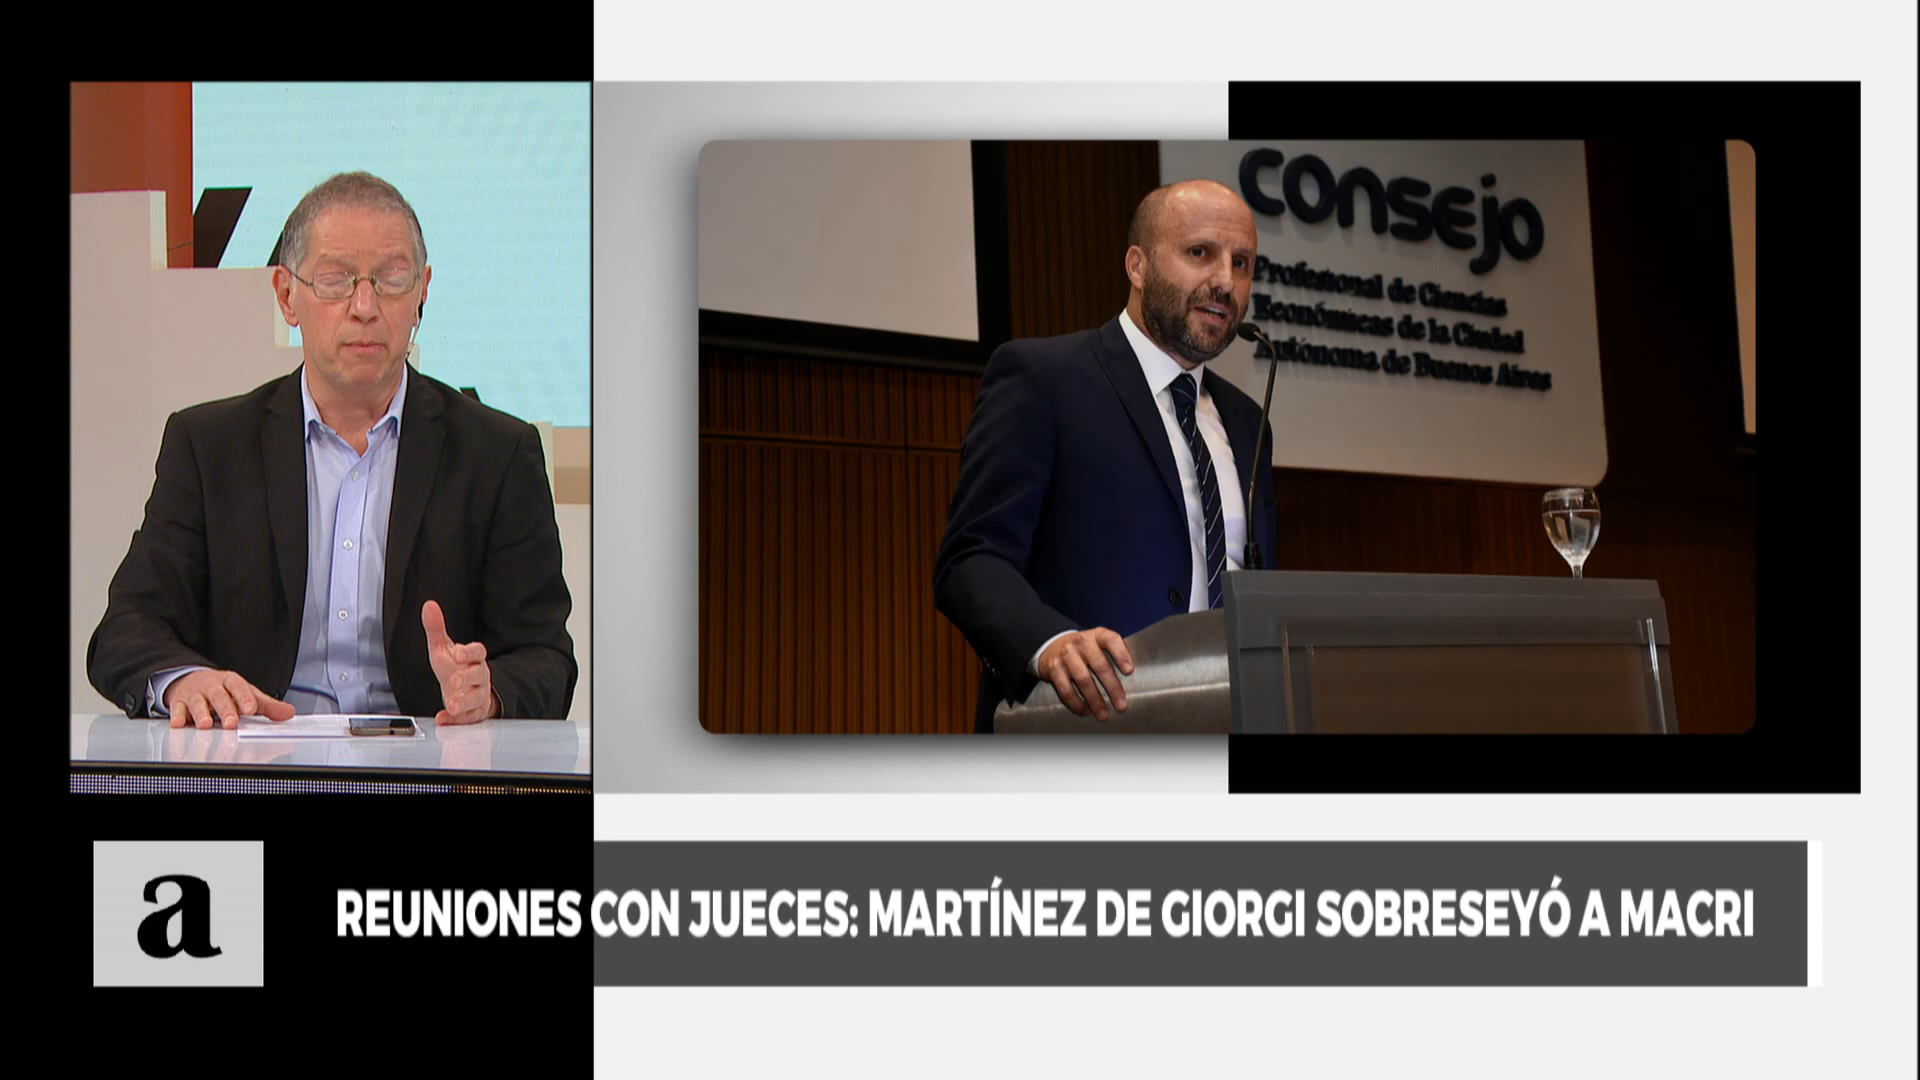 consejo
Profesional de Ciencias
Económicas de la Ciudad
Autónoma de Buenos Aires
a
REUNIONES CON JUECES: MARTÍNEZ DE GIORGI SOBRESEYÓ A MACRI